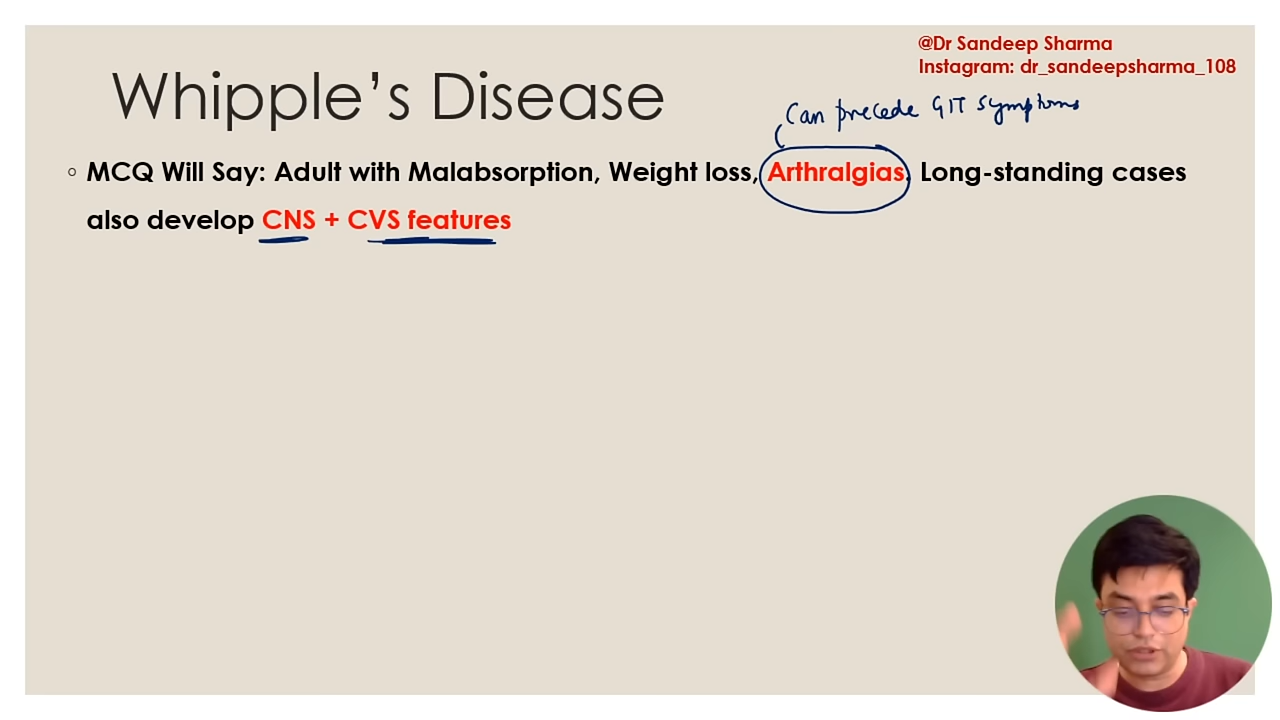 @Dr Sandeep Sharma
Instagram: dr_sandeepsharma_108
Whipple's Disease
Can precede GIT symptoms
◦ MCQ Will Say: Adult with Malabsorption, Weight loss, Arthralgias. Long-standing cases
also develop CNS + CVS features